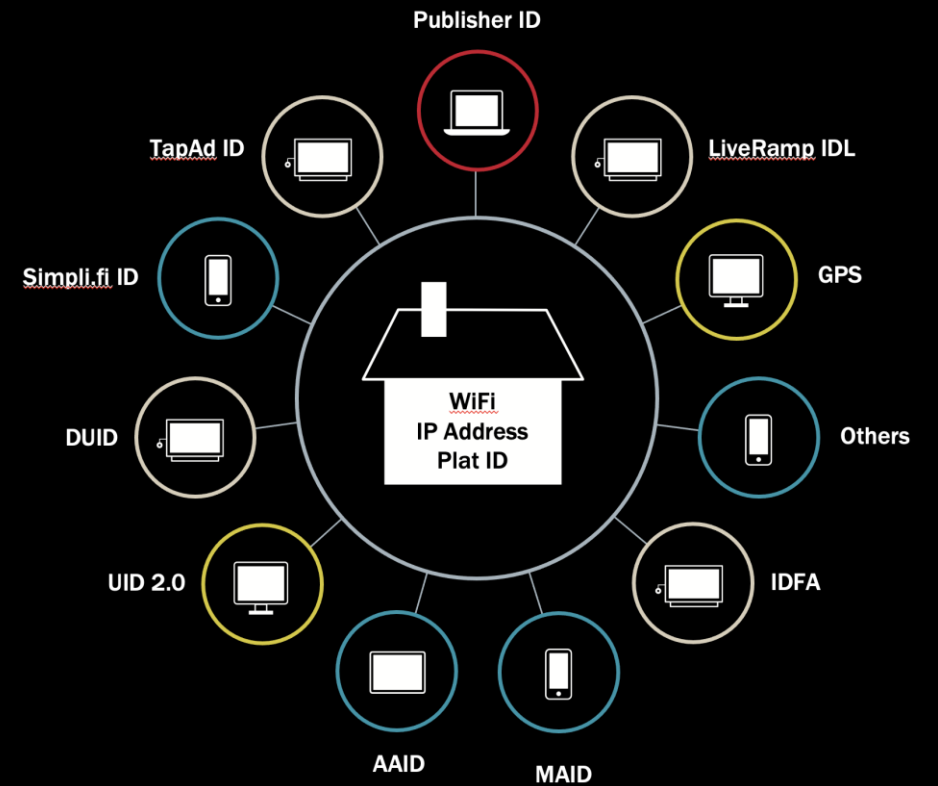 Publisher ID
TapAd ID
LiveRamp IDL
Simpli.fi ID
GPS
WiFi
IP Address
Plat ID
DUID
Others
UID 2.0
IDFA
AAID
MAID